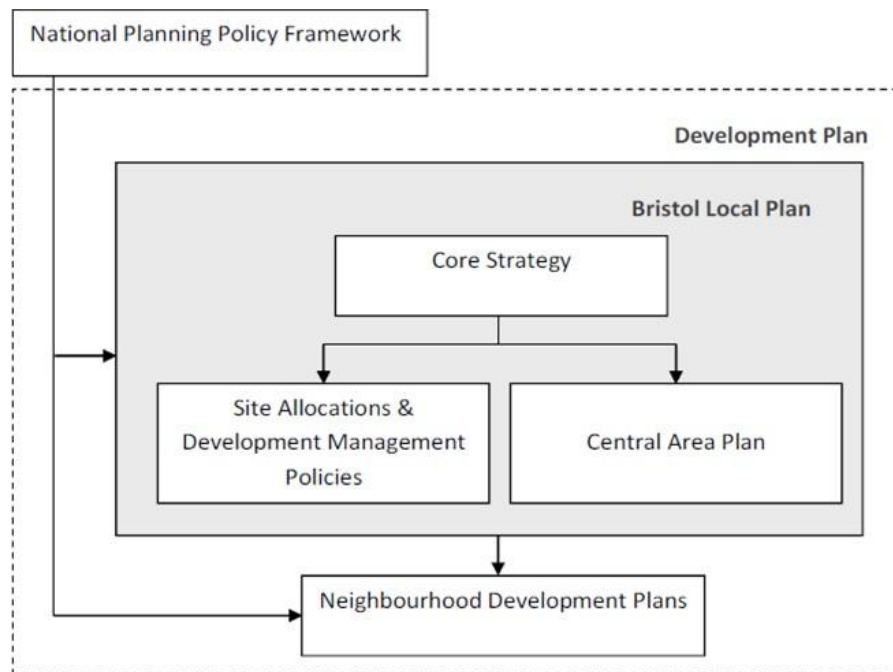 National Planning Policy Framework
Development Plan
Bristol Local Plan
Core Strategy
Site Allocations &
Development Management
Policies
Central Area Plan
Neighbourhood Development Plans